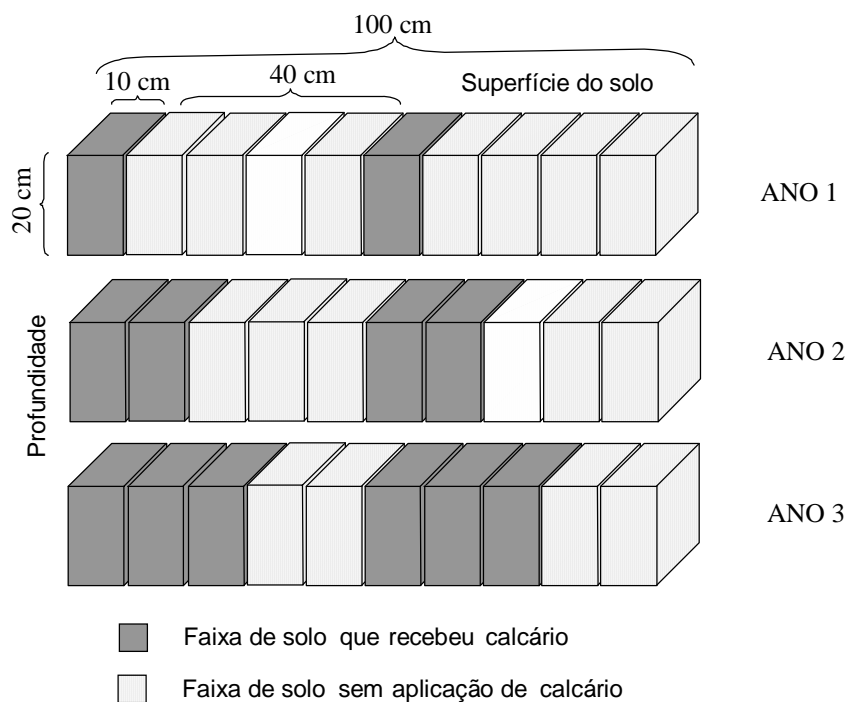 100 cm
10 cm
40 cm
Superfície do solo
20 cm
ANO 1
Profundidade
ANO 2
ANO 3
Faixa de solo que recebeu calcário
Faixa de solo sem aplicação de calcário